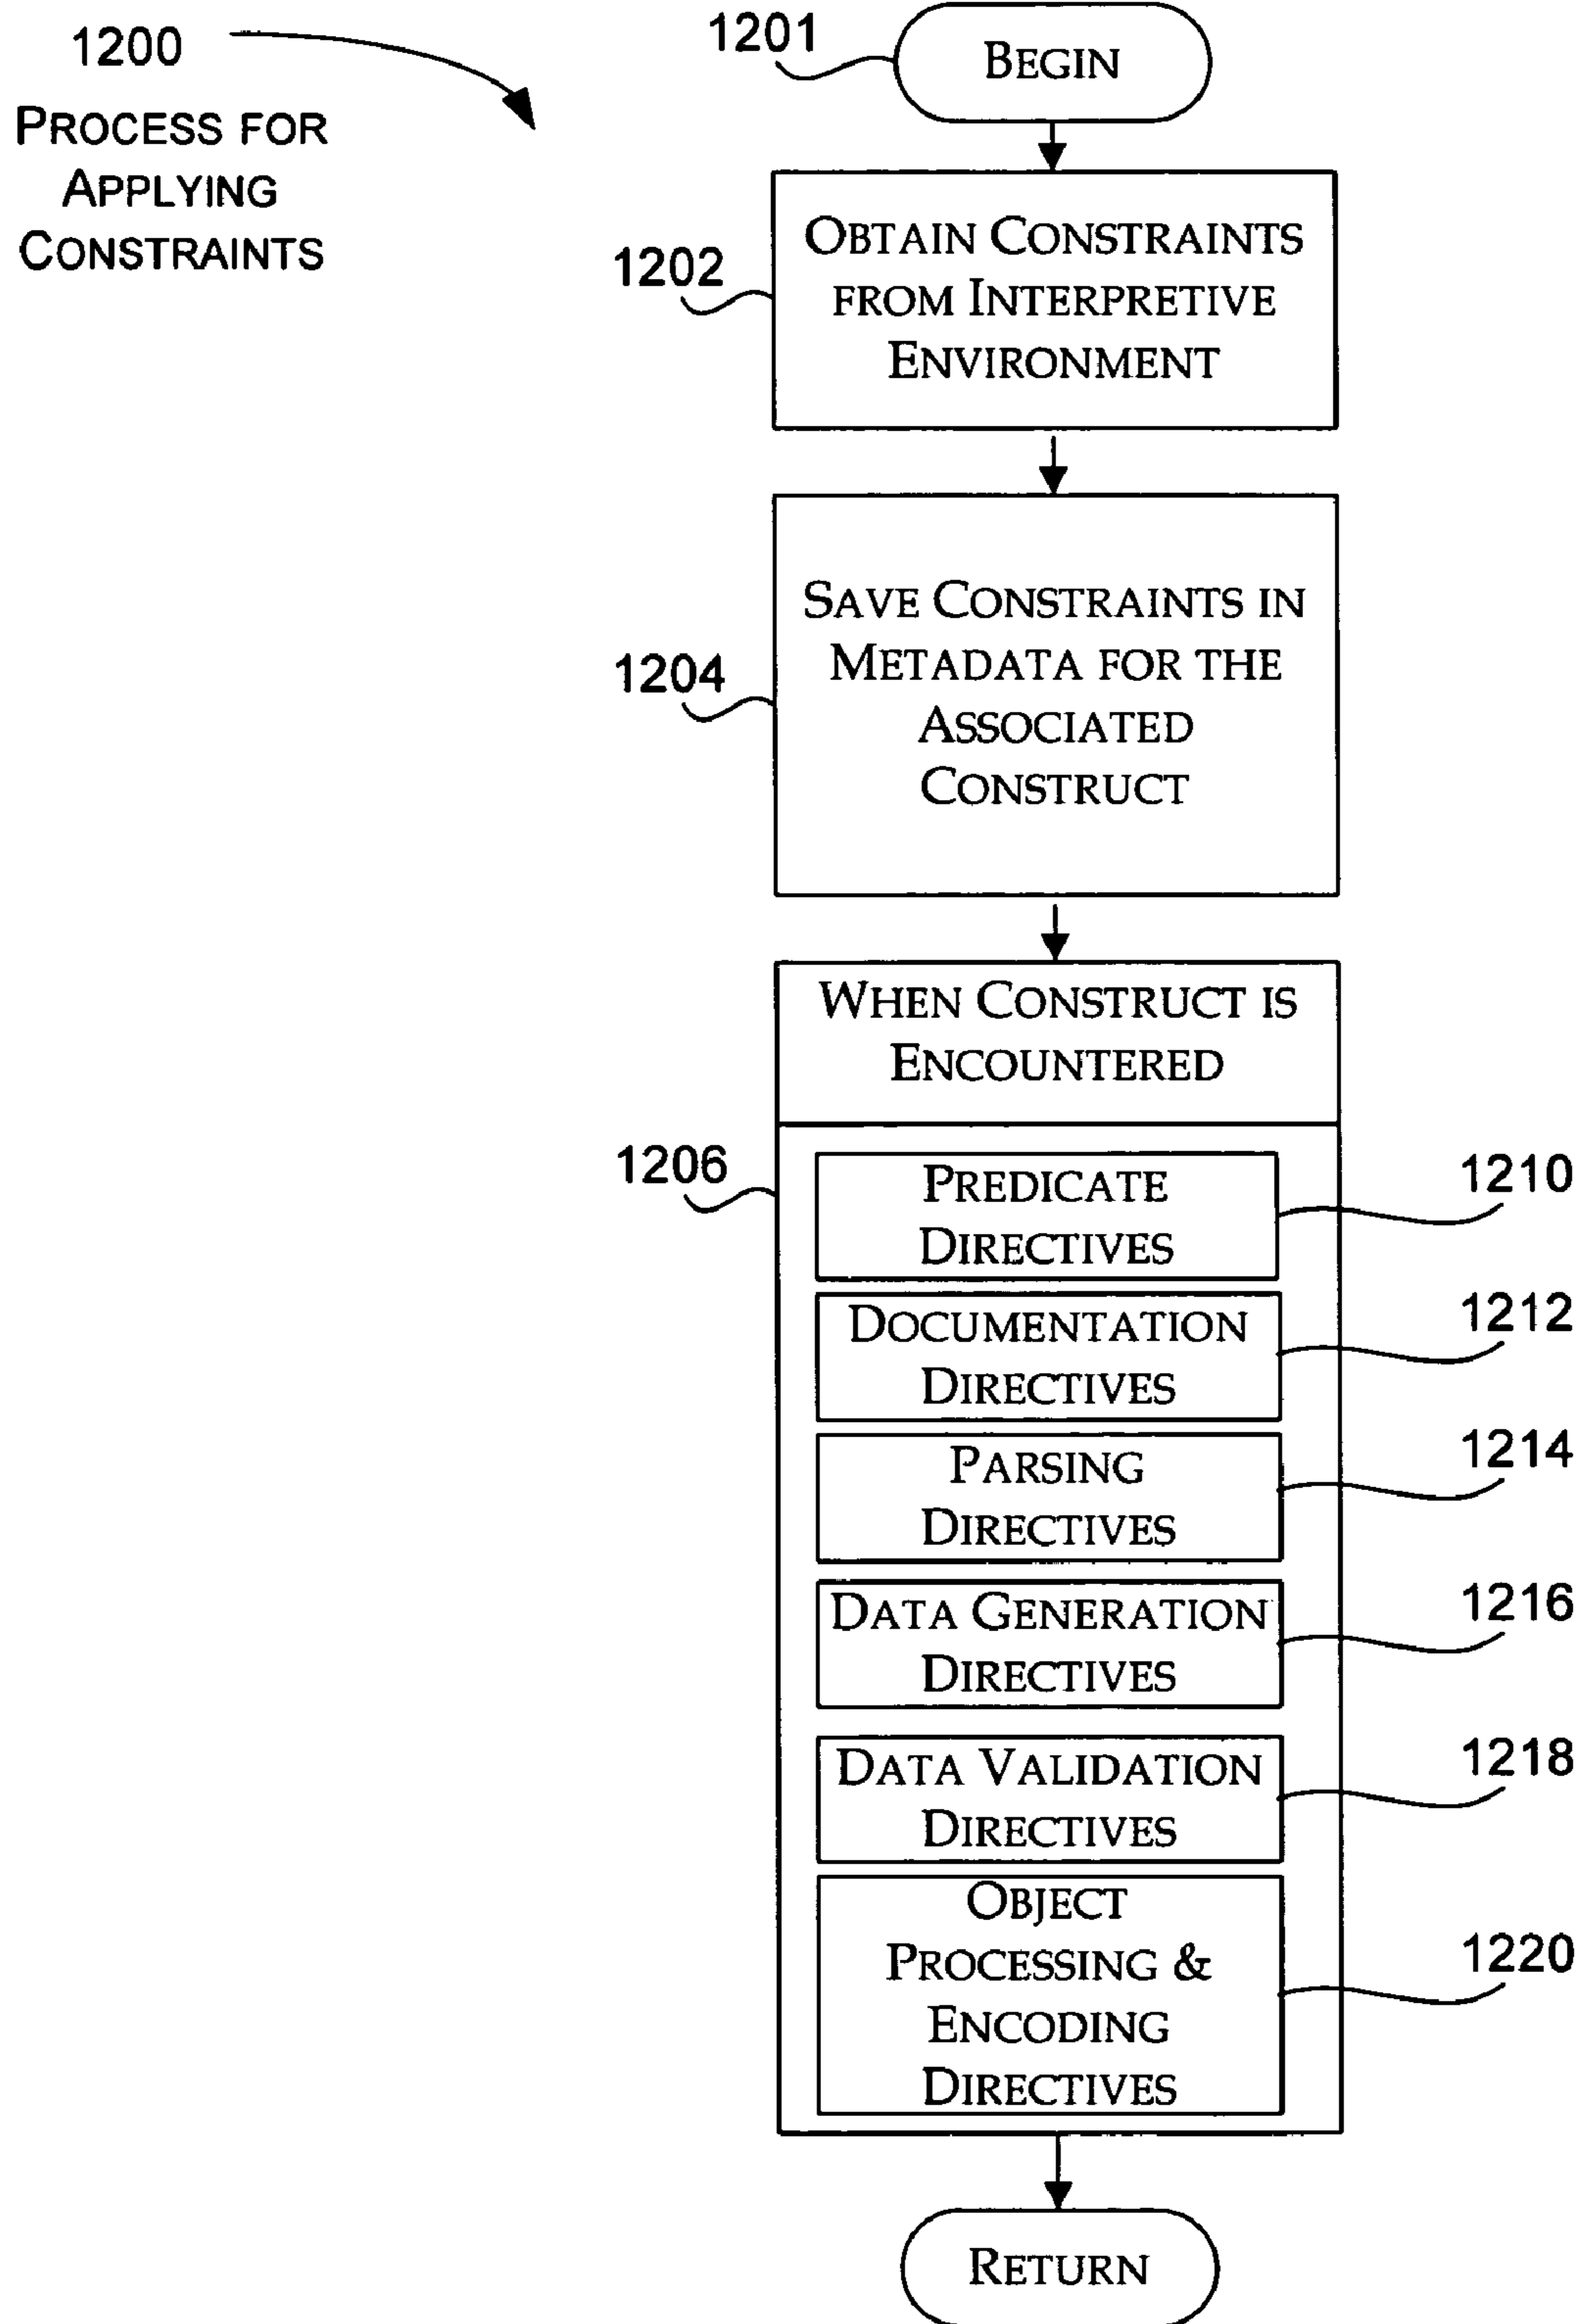 1200
PROCESS FOR
APPLYING
CONSTRAINTS
1201
BEGIN
1202
OBTAIN CONSTRAINTS
FROM INTERPRETIVE
ENVIRONMENT
1204
SAVE CONSTRAINTS IN
METADATA FOR THE
ASSOCIATED
CONSTRUCT
WHEN CONSTRUCT IS
ENCOUNTERED
1206
PREDICATE
DIRECTIVES
1210
DOCUMENTATION
DIRECTIVES
1212
PARSING
DIRECTIVES
1214
DATA GENERATION
DIRECTIVES
1216
DATA VALIDATION
DIRECTIVES
1218
OBJECT
PROCESSING &
ENCODING
DIRECTIVES
1220
RETURN